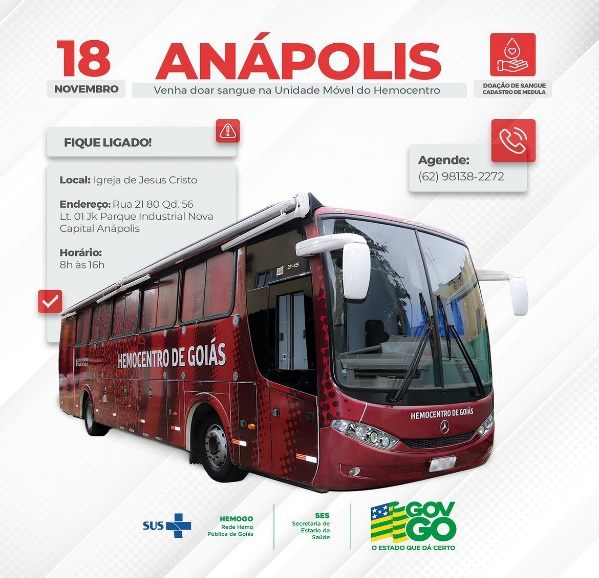 18
NOVEMBRO
ANÁPOLIS
Venha doar sangue na Unidade Móvel do Hemocentro
DOAÇÃO DE SANGUE
CADASTRO DE MEDULA
FIQUE LIGADO!
Local: Igreja de Jesus Cristo
Endereço: Rua 21 80 Qd. 56
Lt. 01 Jk Parque Industrial Nova
Capital Anápolis
Horário:
8h às 16h
Agende:
(62) 98138-2272
HEMOCENTRO DE GOIÁS
HEMOCENTRO DE GOIÁS
SUS
HEMOGO
Rede Hemo
Pública de Goiás
SES
Secretaria de
Estado da
Saúde
GOV
GO
O ESTADO QUE DÁ CERTO